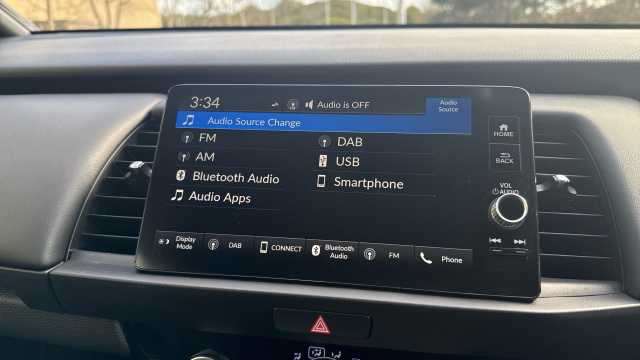 3:34 Audio is OFF Audio Source
Audio Source Change
FM DAB
AM USB
Bluetooth Audio Smartphone
Audio Apps
HOME
BACK
VOL
AUDIO
Display Mode DAB CONNECT Bluetooth Audio FM Phone